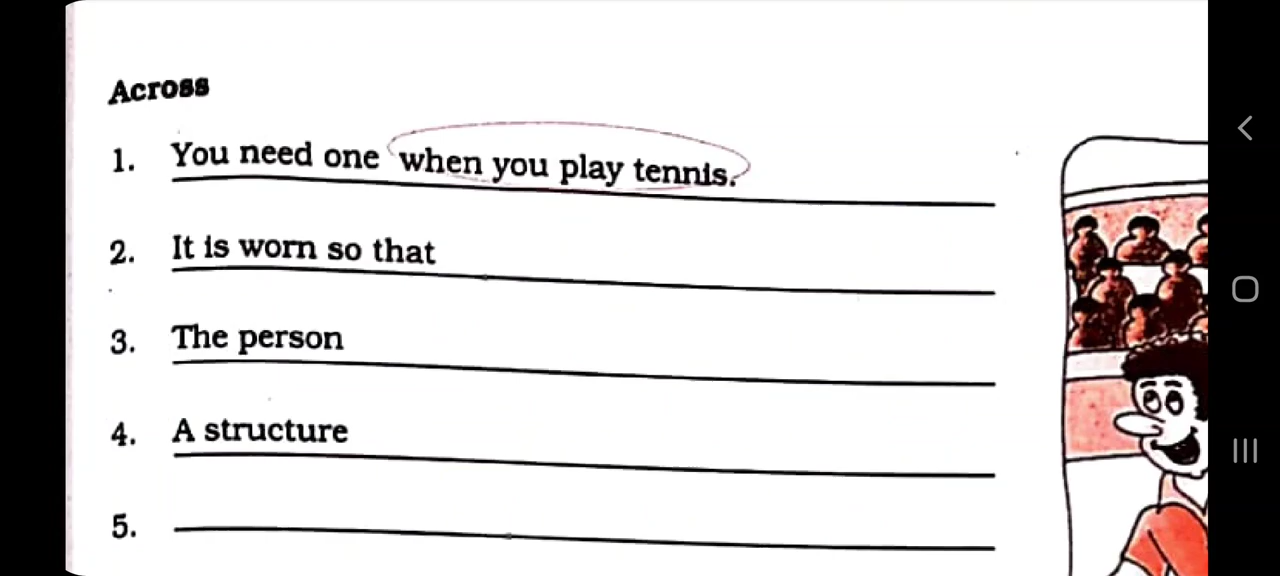 Across
1. You need one when you play tennis.
2. It is worn so that
3. The person
4. A structure
5.